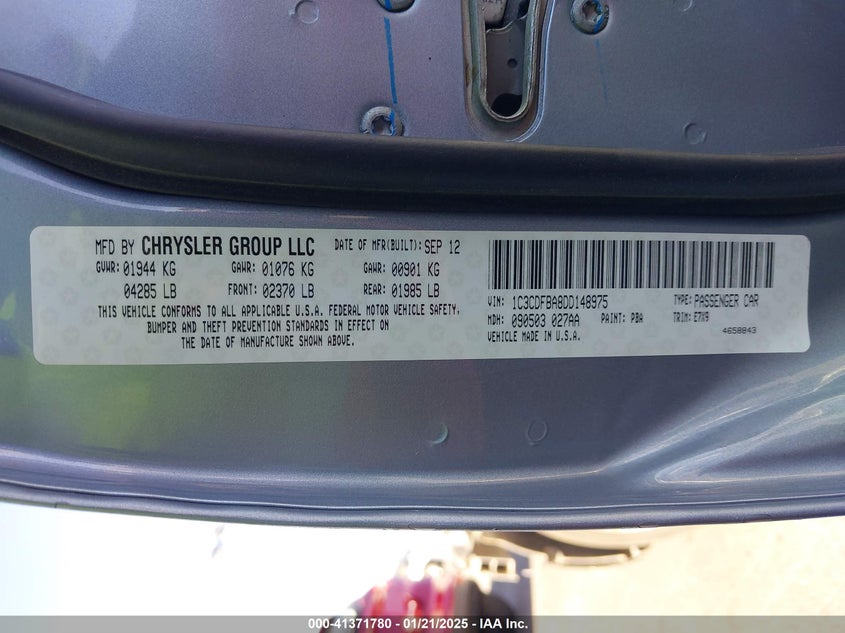 MFD BY CHRYSLER GROUP LLC DATE OF MFR(BUILT): SEP 12
GVWR: 01944 KG GAWR: 01076 KG GAWR: 00901 KG
04285 LB FRONT: 02370 LB REAR: 01985 LB
THIS VEHICLE CONFORMS TO ALL APPLICABLE U.S.A. FEDERAL MOTOR VEHICLE SAFETY,
BUMPER AND THEFT PREVENTION STANDARDS IN EFFECT ON
THE DATE OF MANUFACTURE SHOWN ABOVE.
VIN: 1C3CDFBA8DD148975 TYPE: PASSENGER CAR
MDH: 090503 027AA PAINT: PBA TRIM: E7X9
VEHICLE MADE IN U.S.A. 4658843
000-41371780 - 01/21/2025 - IAA Inc.